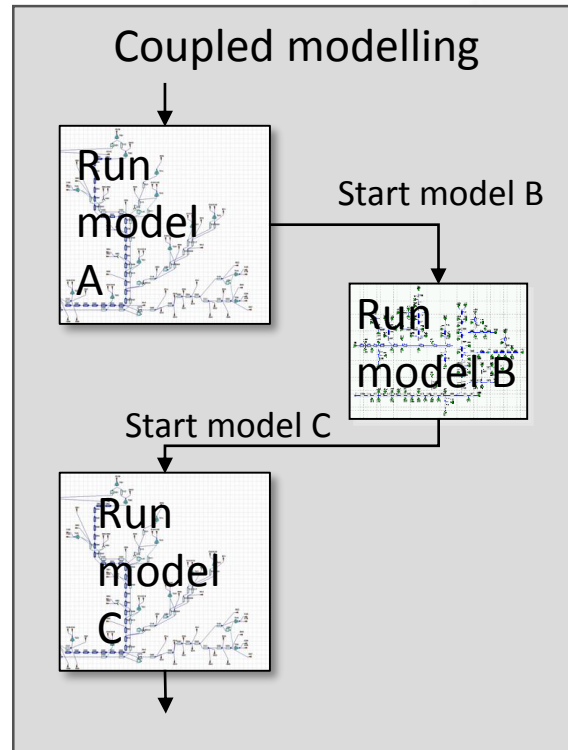 Coupled modelling
Run
model
A
Start model B
Run
model B
Start model C
Run
model
C